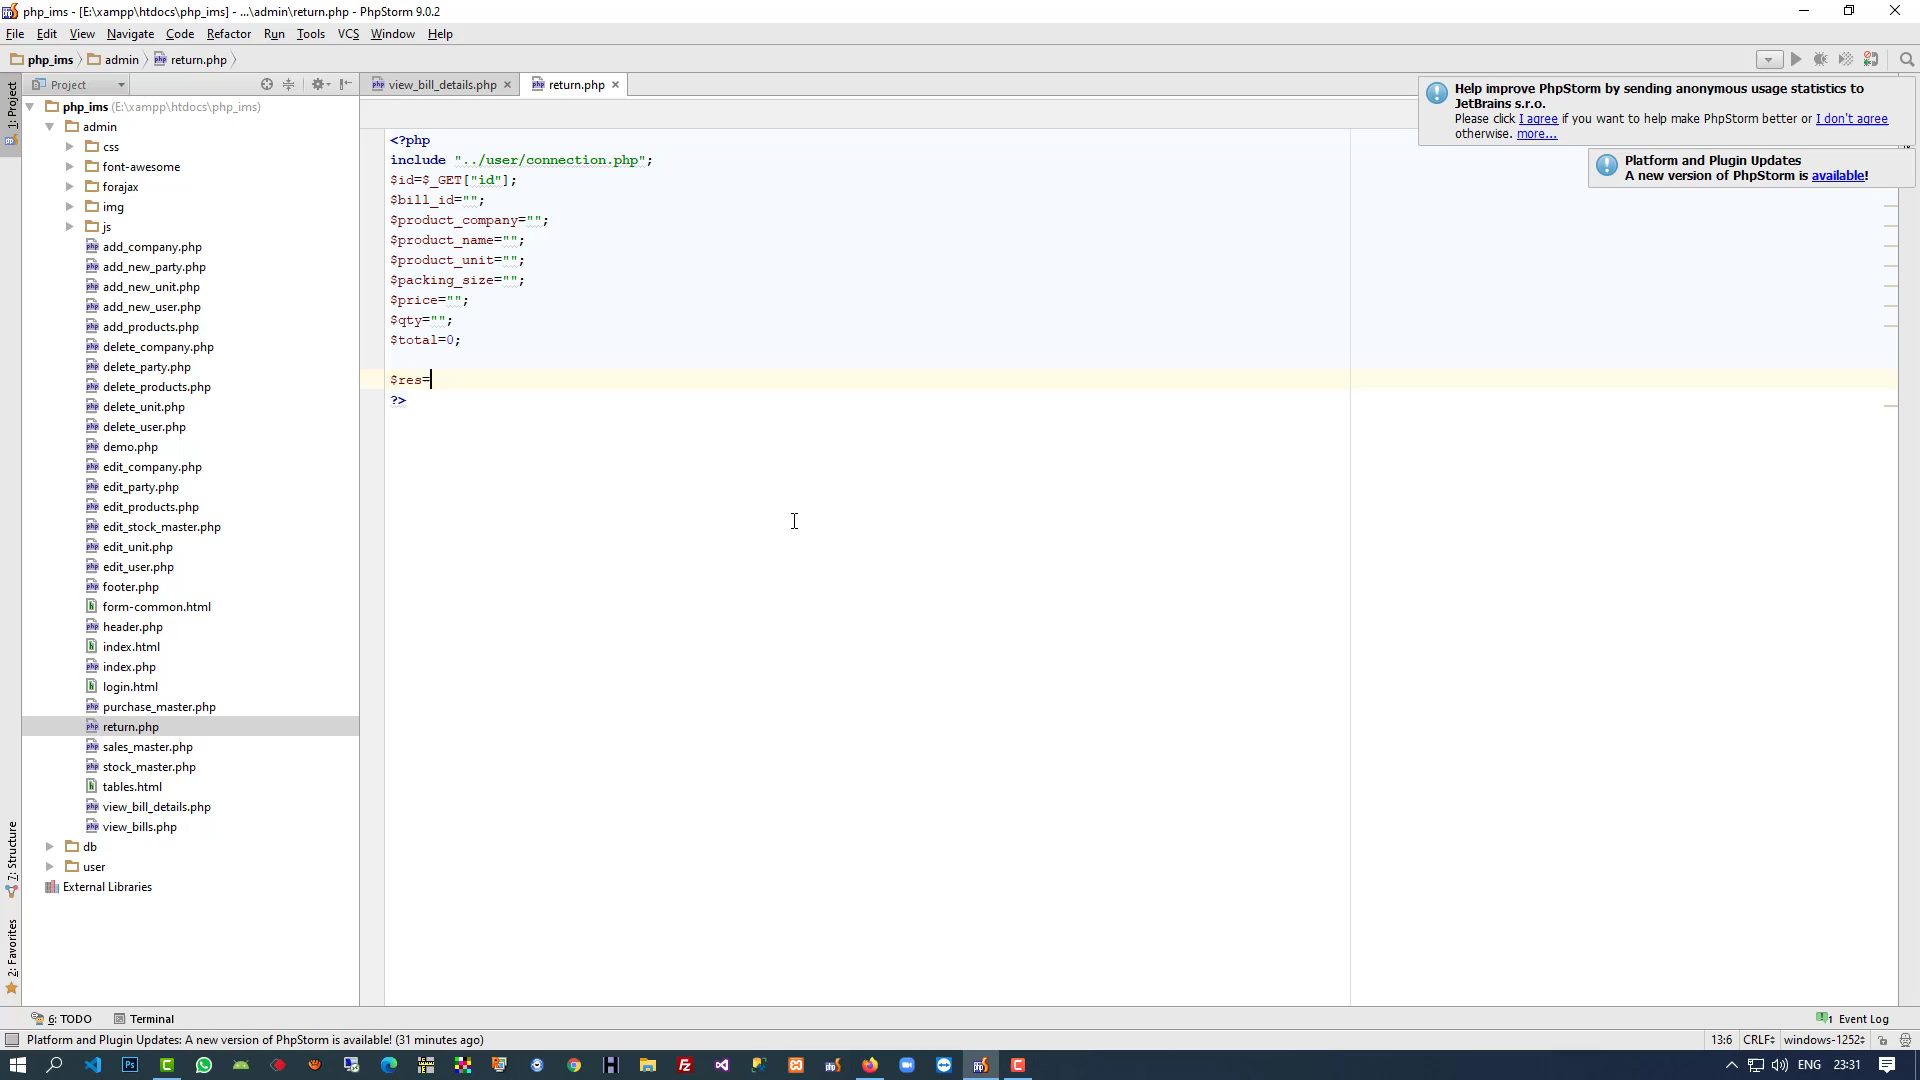 php_ims - [E:\xampp\htdocs\php_ims] - ...\admin\return.php - PhpStorm 9.0.2
File Edit View Navigate Code Refactor Run Tools VCS Window Help
php_ims admin return.php
Project view_bill_details.php return.php
Help improve PhpStorm by sending anonymous usage statistics to
JetBrains s.r.o.
Please click I agree if you want to help make PhpStorm better or I don't agree
otherwise. more...
Platform and Plugin Updates
A new version of PhpStorm is available!
1: Project
7: Structure
2: Favorites
php_ims (E:\xampp\htdocs\php_ims)
admin
css
font-awesome
forajax
img
js
add_company.php
add_new_party.php
add_new_unit.php
add_new_user.php
add_products.php
delete_company.php
delete_party.php
delete_products.php
delete_unit.php
delete_user.php
demo.php
edit_company.php
edit_party.php
edit_products.php
edit_stock_master.php
edit_unit.php
edit_user.php
footer.php
form-common.html
header.php
index.html
index.php
login.html
purchase_master.php
return.php
sales_master.php
stock_master.php
tables.html
view_bill_details.php
view_bills.php
db
user
External Libraries
<?php
include "../user/connection.php";
$id=$_GET["id"];
$bill_id="";
$product_company="";
$product_name="";
$product_unit="";
$packing_size="";
$price="";
$qty="";
$total=0;
$res=
?>
6: TODO Terminal 1 Event Log
Platform and Plugin Updates: A new version of PhpStorm is available! (31 minutes ago) 13:6 CRLF windows-1252
ENG 23:31